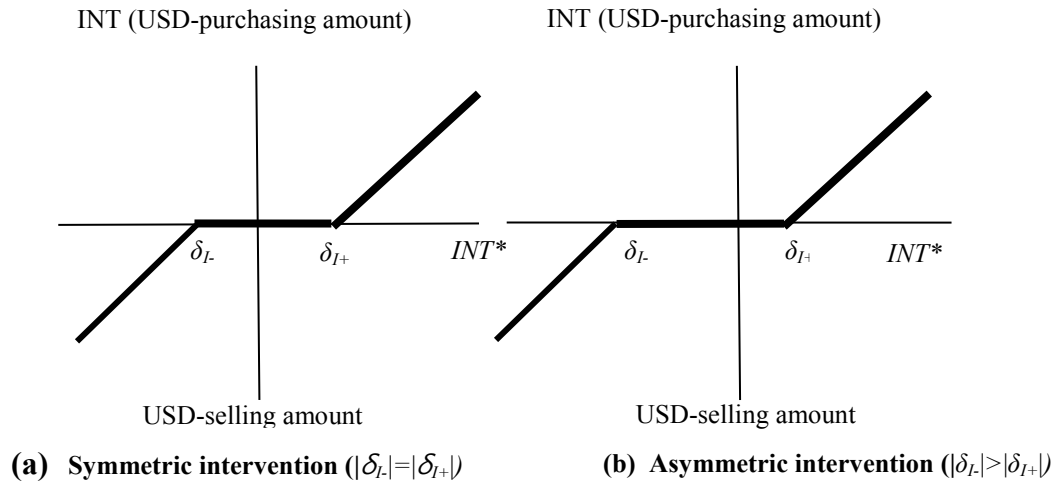 INT (USD-purchasing amount) INT (USD-purchasing amount)
δI- δI+ INT* δI- δI+ INT*
USD-selling amount USD-selling amount
(a) Symmetric intervention (|δI-|=|δI+|) (b) Asymmetric intervention (|δI-|>|δI+|)